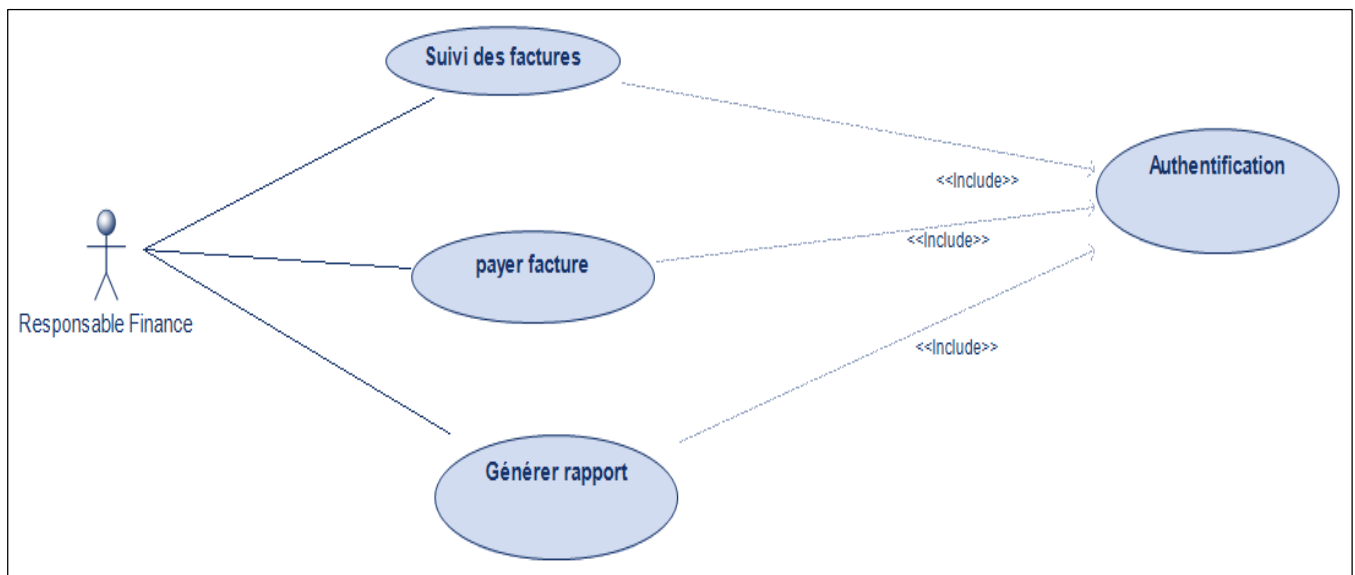 Suivi des factures
Authentification
<<Include>>
<<Include>>
payer facture
Responsable Finance
<<Include>>
Générer rapport